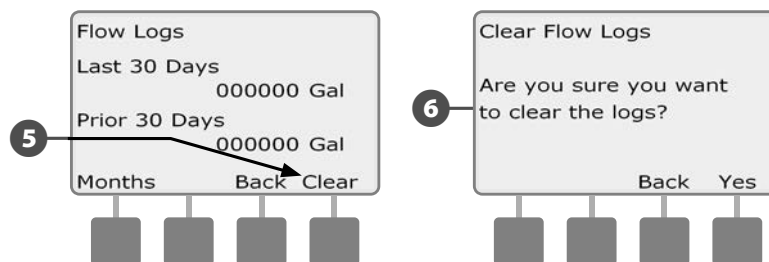 Flow Logs
Last 30 Days
000000 Gal
Prior 30 Days
000000 Gal
Months Back Clear
5
Clear Flow Logs
Are you sure you want
to clear the logs?
Back Yes
6